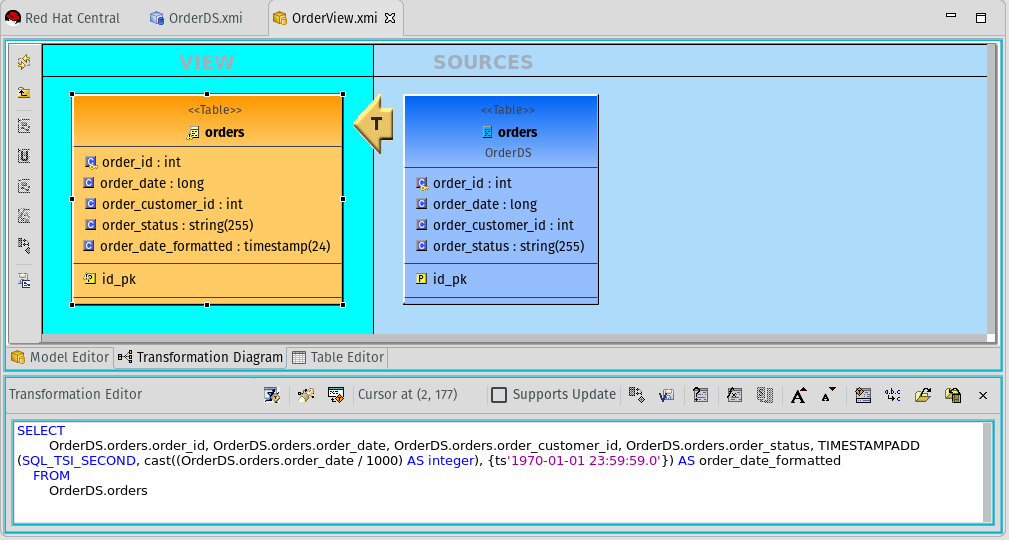 Red Hat Central OrderDS.xmi OrderView.xmi
VIEW SOURCES
<<Table>>
orders
order_id : int
order_date : long
order_customer_id : int
order_status : string(255)
order_date_formatted : timestamp(24)
id_pk
T
<<Table>>
orders
OrderDS
order_id : int
order_date : long
order_customer_id : int
order_status : string(255)
id_pk
Model Editor Transformation Diagram Table Editor
Transformation Editor Cursor at (2, 177) Supports Update
SELECT
OrderDS.orders.order_id, OrderDS.orders.order_date, OrderDS.orders.order_customer_id, OrderDS.orders.order_status, TIMESTAMPADD
(SQL_TSI_SECOND, cast((OrderDS.orders.order_date / 1000) AS integer), {ts'1970-01-01 23:59:59.0'}) AS order_date_formatted
FROM
OrderDS.orders